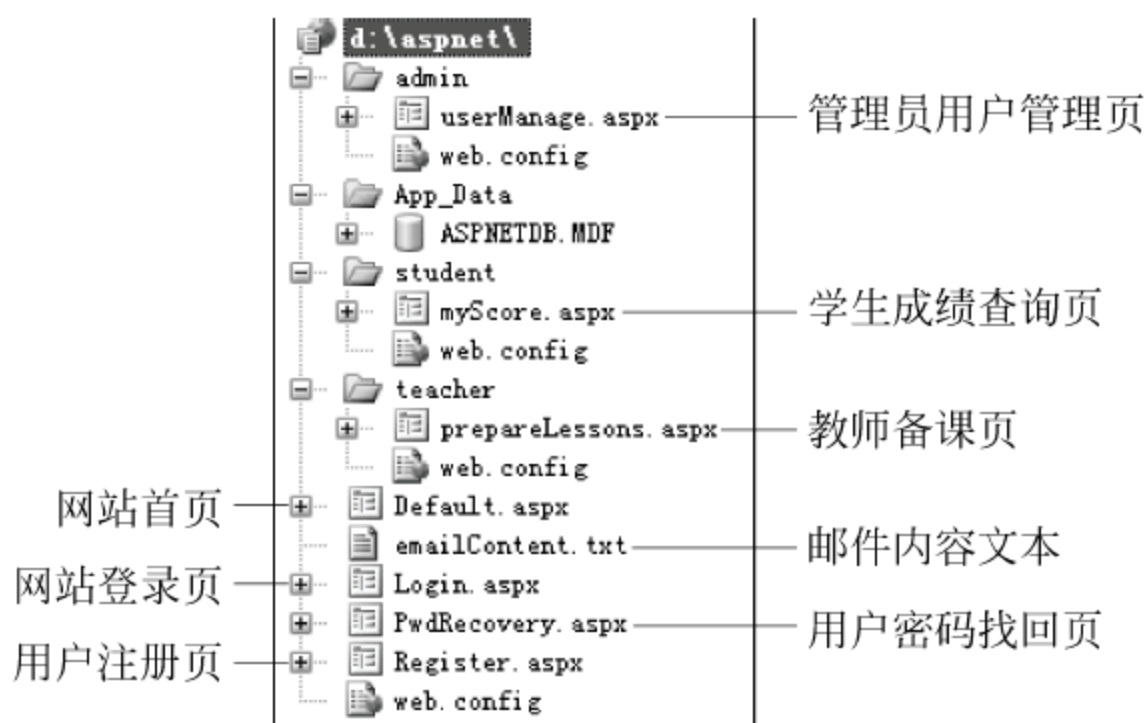 d:\aspnet\
admin
userManage.aspx 管理员用户管理页
web.config
App_Data
ASPNETDB.MDF
student
myScore.aspx 学生成绩查询页
web.config
teacher
prepareLessons.aspx 教师备课页
web.config
网站首页 Default.aspx
emailContent.txt 邮件内容文本
网站登录页 Login.aspx
PwdRecovery.aspx 用户密码找回页
用户注册页 Register.aspx
web.config